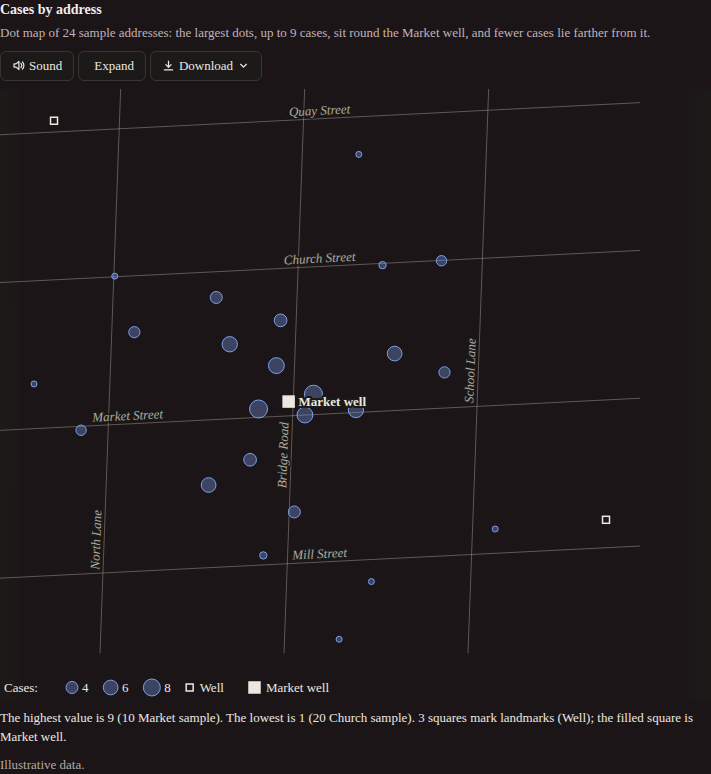 Cases by address
Dot map of 24 sample addresses: the largest dots, up to 9 cases, sit round the Market well, and fewer cases lie farther from it.
Sound Expand Download
Quay Street
Church Street
School Lane
Market well
Market Street
Bridge Road
North Lane
Mill Street
Cases: 4 6 8 Well Market well
The highest value is 9 (10 Market sample). The lowest is 1 (20 Church sample). 3 squares mark landmarks (Well); the filled square is
Market well.
Illustrative data.